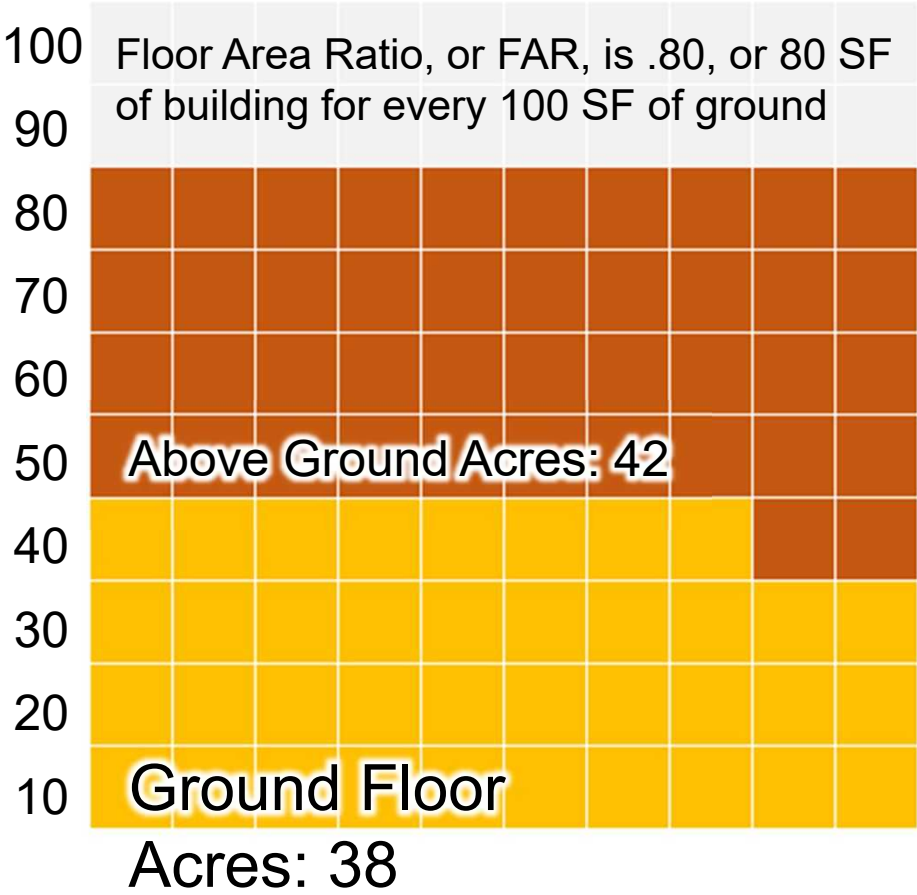 100
Floor Area Ratio, or FAR, is .80, or 80 SF
of building for every 100 SF of ground
90
80
70
60
50
Above Ground Acres: 42
40
30
20
10
Ground Floor
Acres: 38